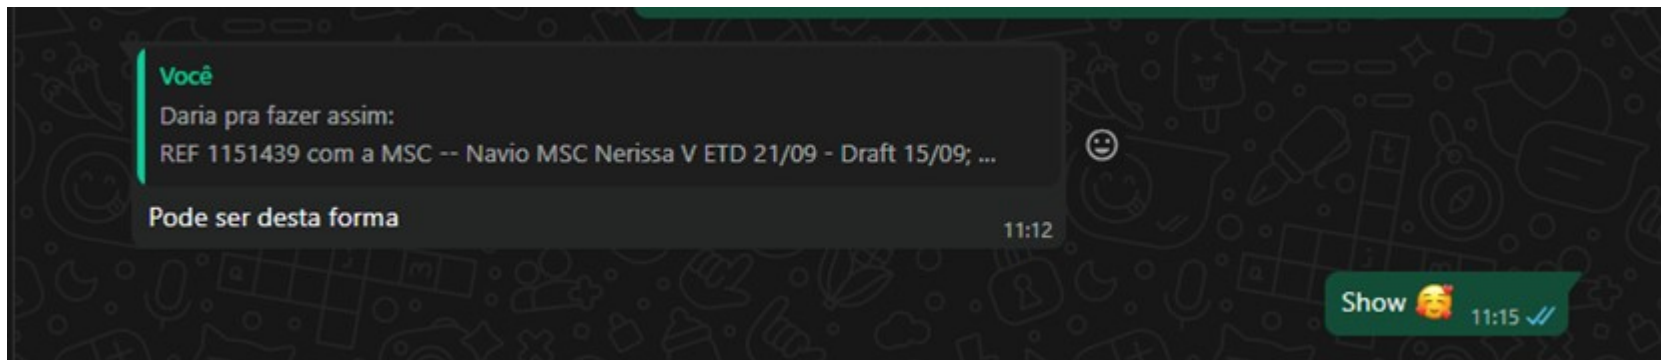 Você
Daria pra fazer assim:
REF 1151439 com a MSC -- Navio MSC Nerissa V ETD 21/09 - Draft 15/09; ...
Pode ser desta forma
11:12
Show 🥰
11:15